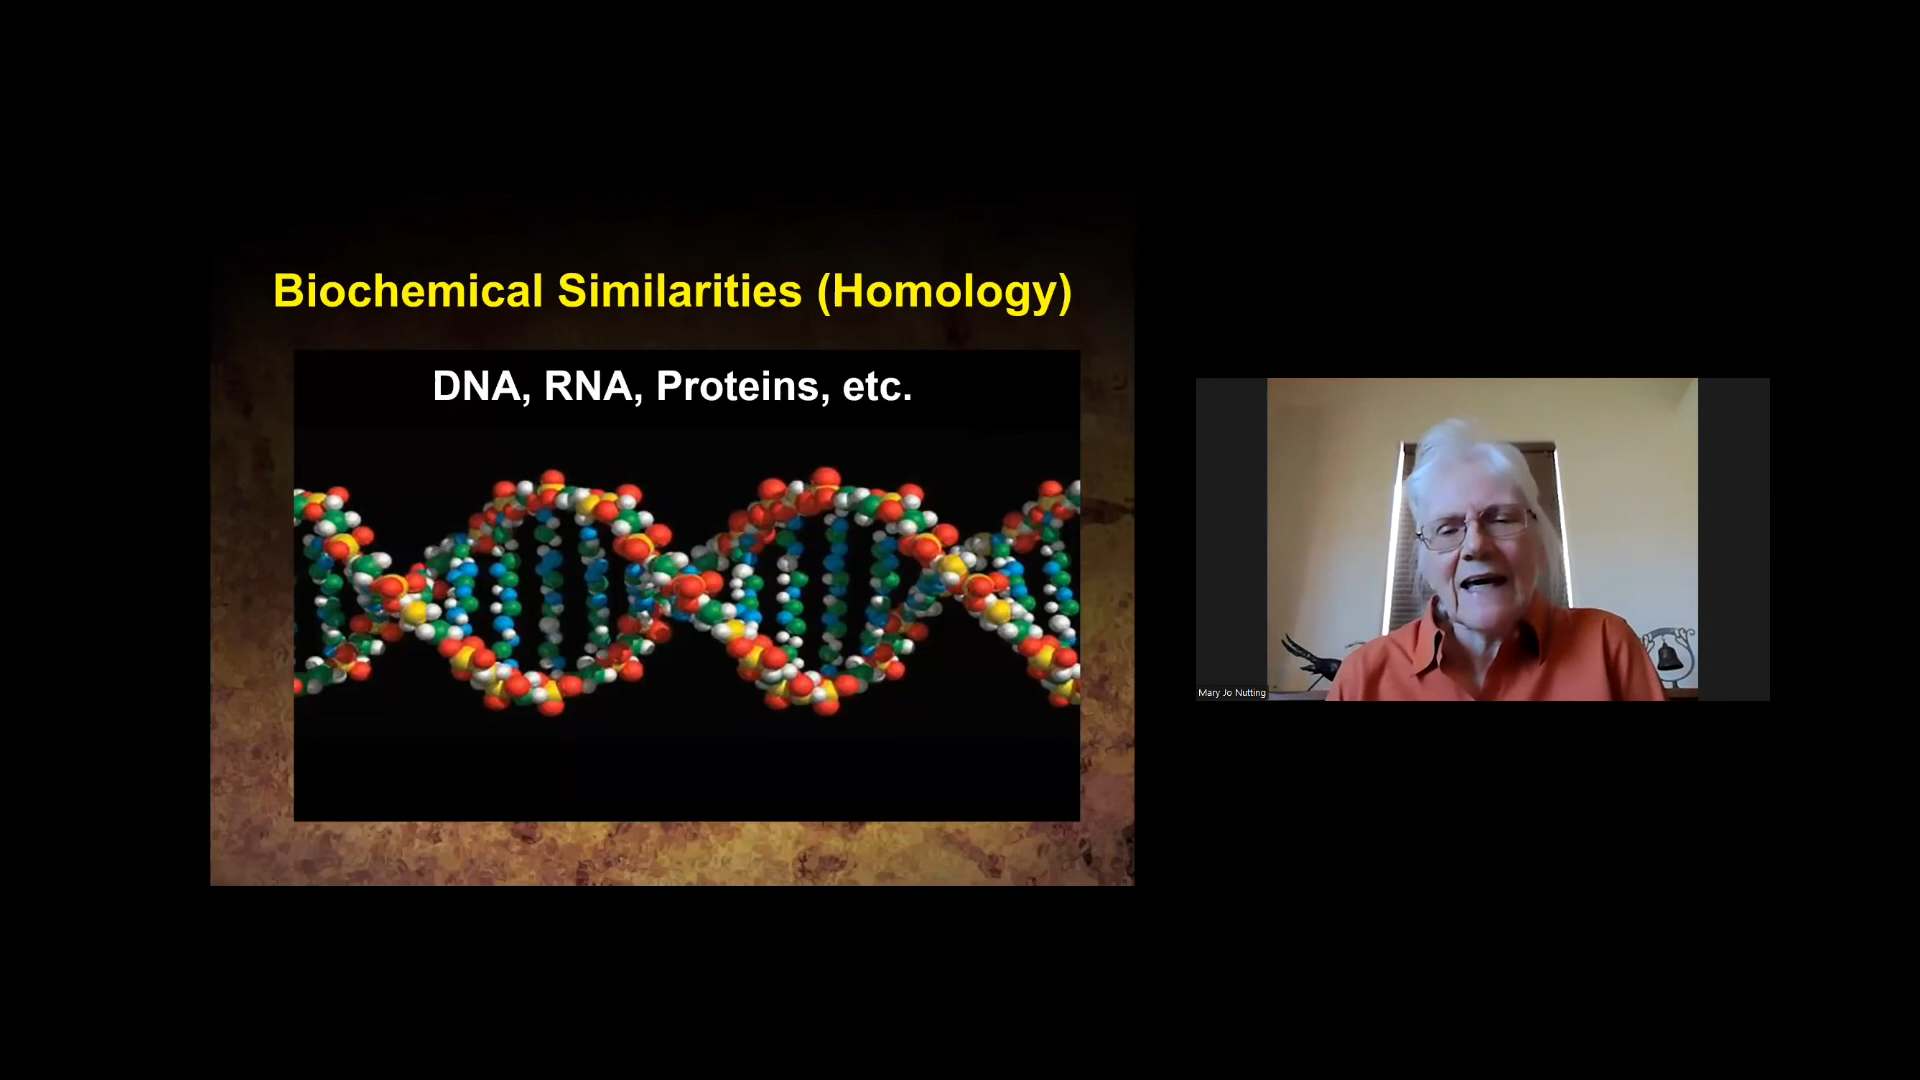 Biochemical Similarities (Homology)
DNA, RNA, Proteins, etc.
Mary Jo Nutting